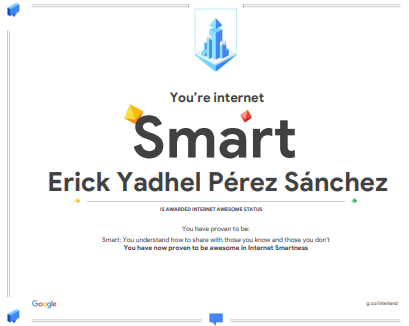 You're internet
Smart
Erick Yadhel Pérez Sánchez
IS AWARDED INTERNET AWESOME STATUS
You have proven to be:
Smart: You understand how to share with those you know and those you don't
You have now proven to be awesome in Internet Smartness
Google
g.co/interland